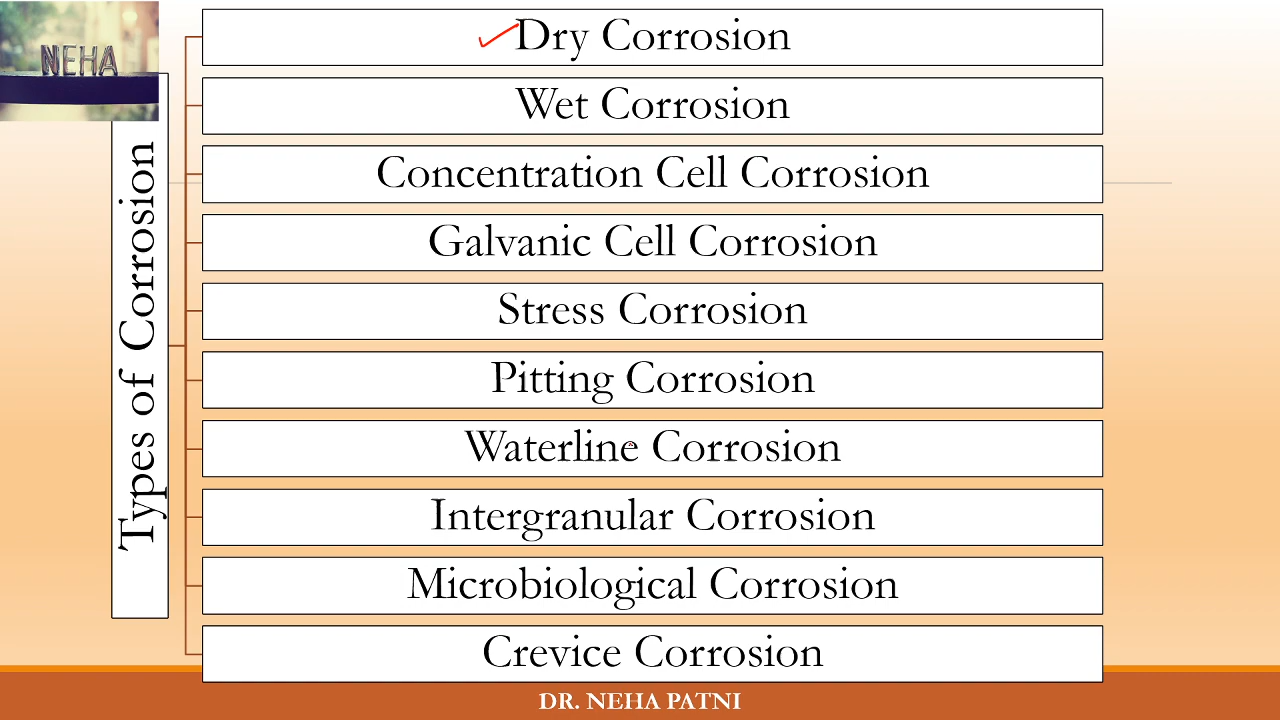 NEHA
Types of Corrosion
Dry Corrosion
Wet Corrosion
Concentration Cell Corrosion
Galvanic Cell Corrosion
Stress Corrosion
Pitting Corrosion
Waterline Corrosion
Intergranular Corrosion
Microbiological Corrosion
Crevice Corrosion
DR. NEHA PATNI